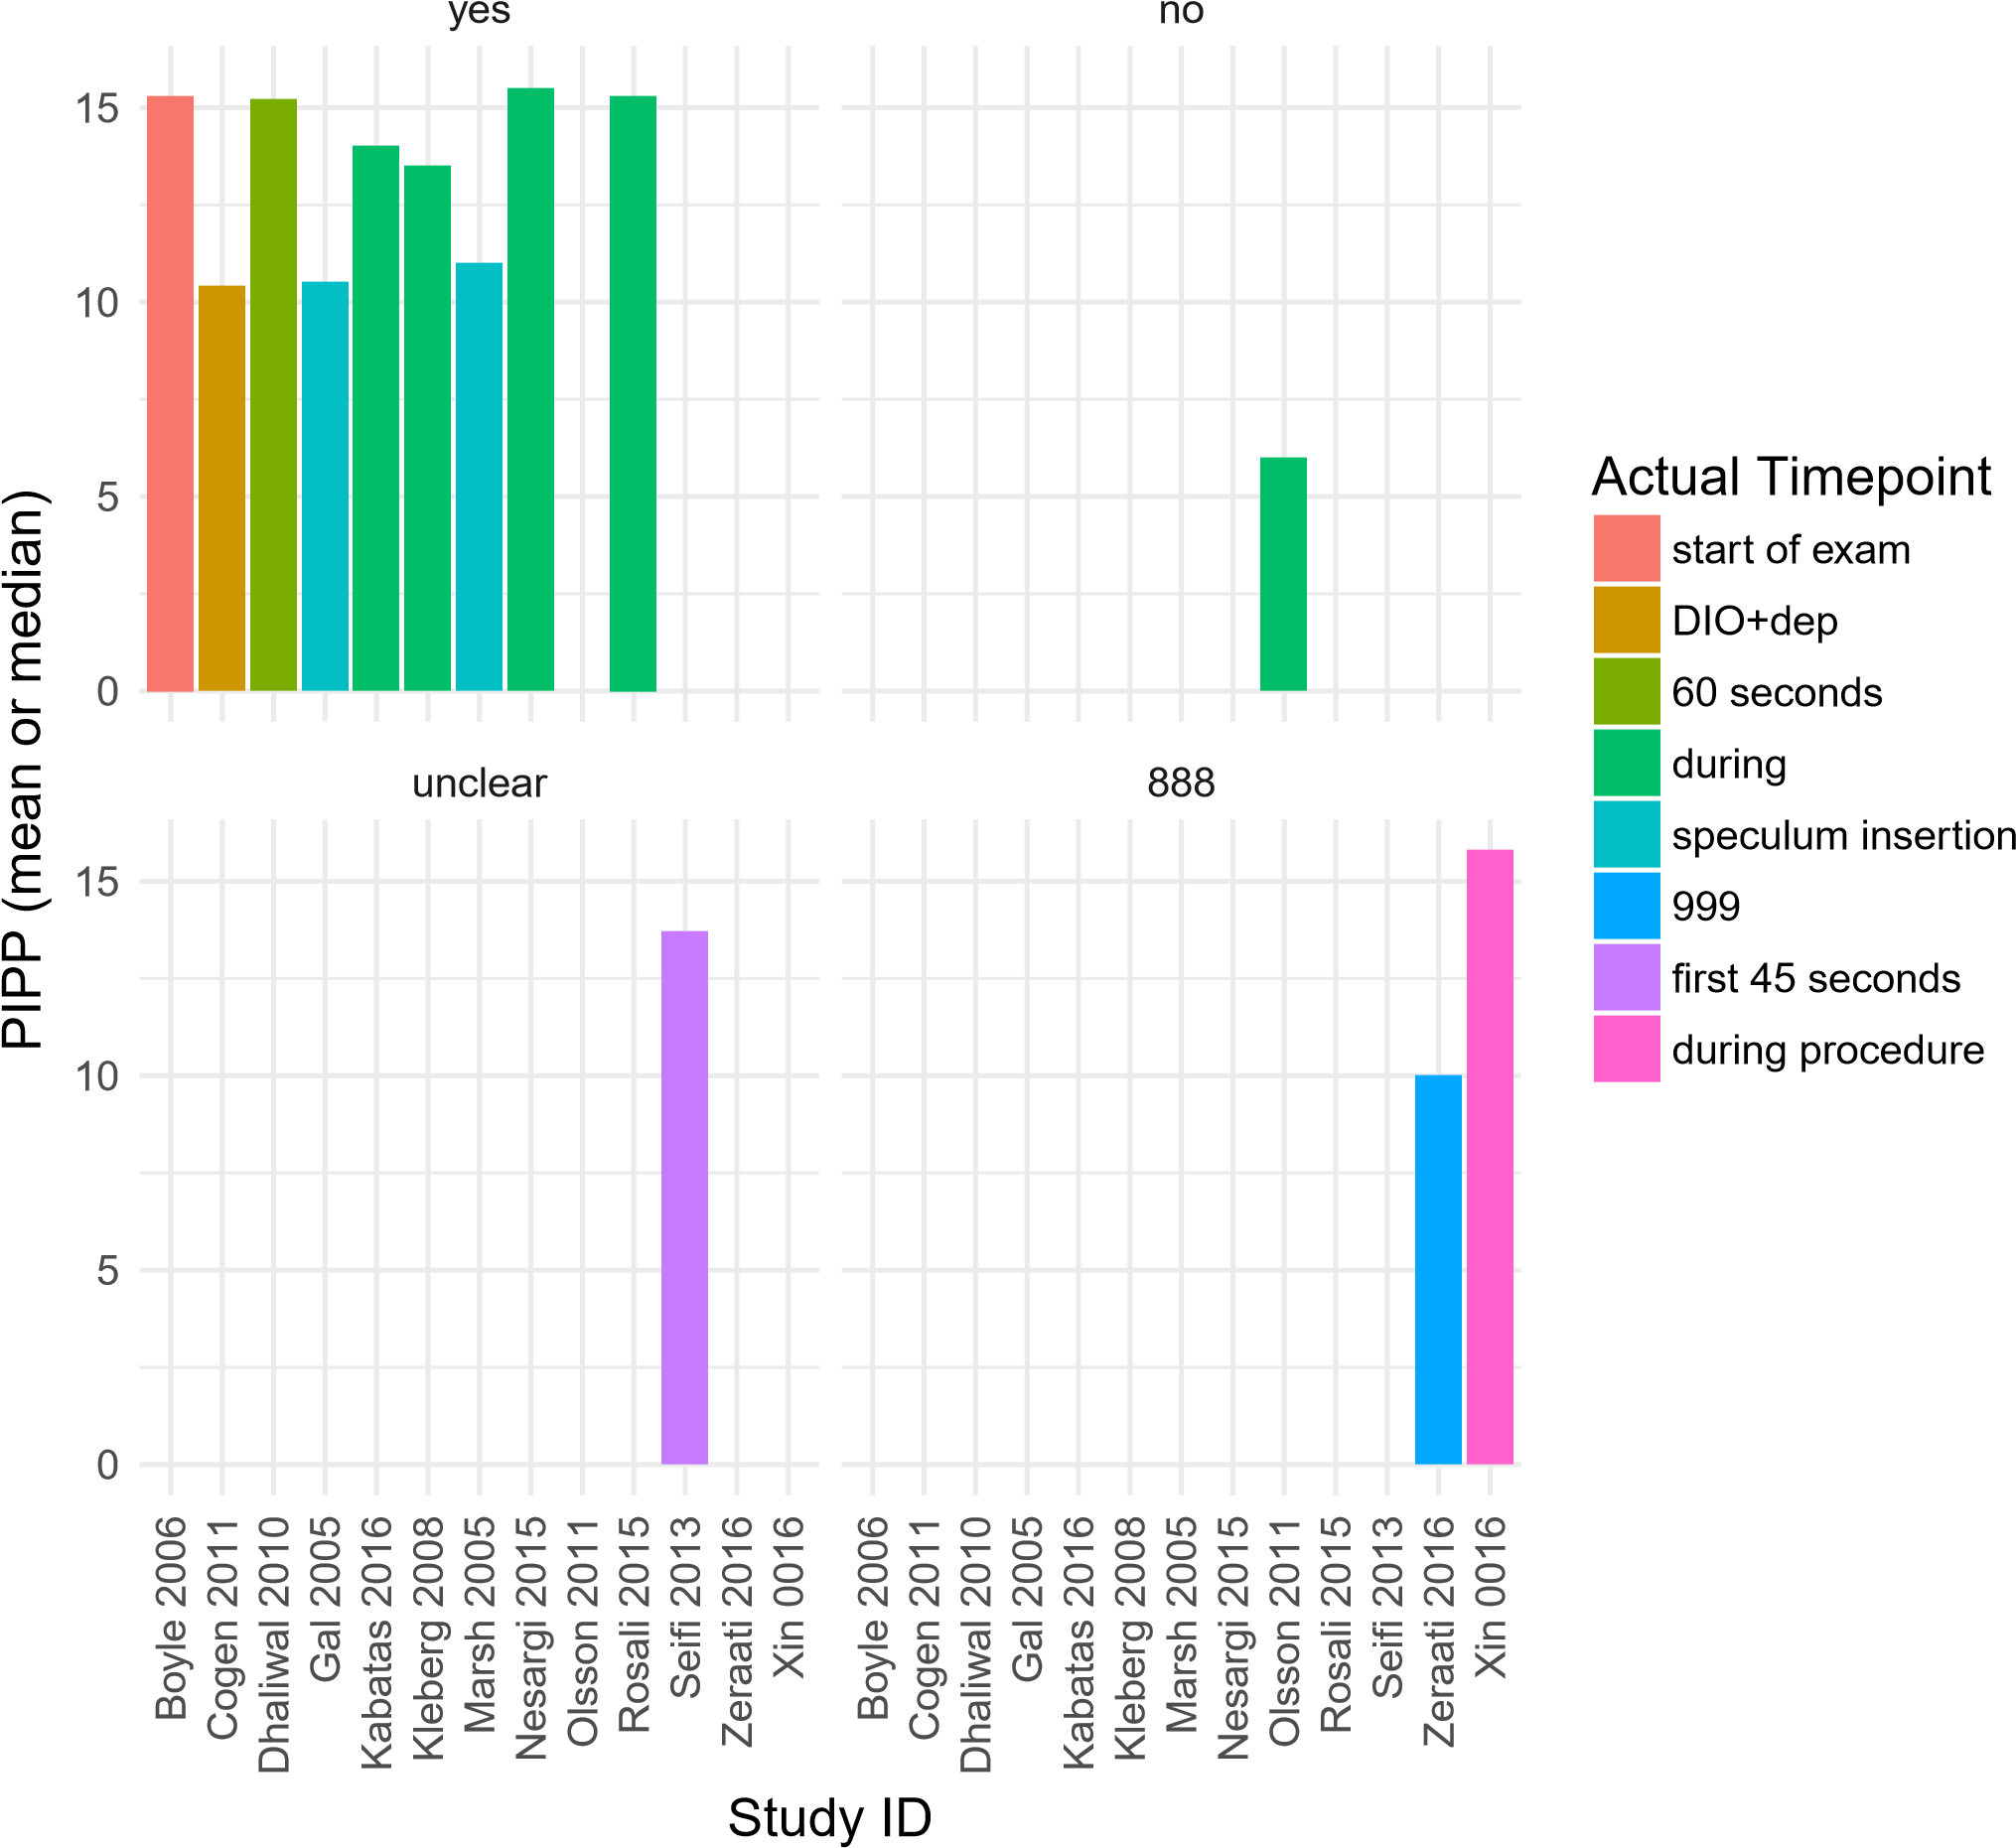 yes
no
15
10
5
0
unclear
888
15
10
5
0
PIPP (mean or median)
Boyle 2006
Cogen 2011
Dhaliwal 2010
Gal 2005
Kabatas 2016
Kleberg 2008
Marsh 2005
Nesargi 2015
Olsson 2011
Rosali 2015
Seifi 2013
Zeraati 2016
Xin 0016
Boyle 2006
Cogen 2011
Dhaliwal 2010
Gal 2005
Kabatas 2016
Kleberg 2008
Marsh 2005
Nesargi 2015
Olsson 2011
Rosali 2015
Seifi 2013
Zeraati 2016
Xin 0016
Study ID
Actual Timepoint
start of exam
DIO+dep
60 seconds
during
speculum insertion
999
first 45 seconds
during procedure